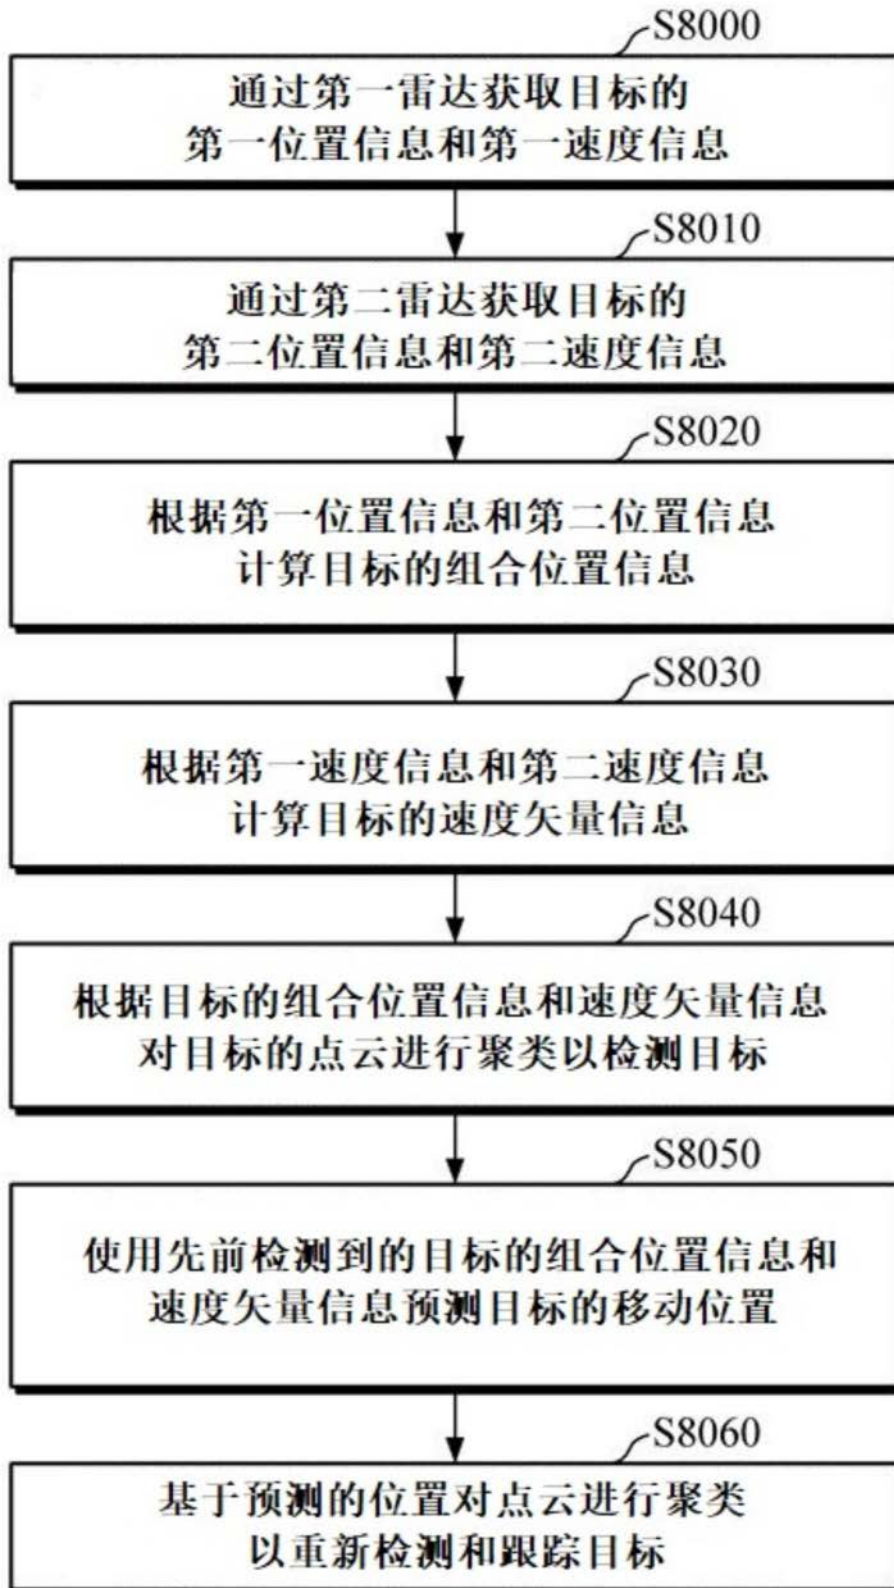 S8000
通过第一雷达获取目标的
第一位置信息和第一速度信息
S8010
通过第二雷达获取目标的
第二位置信息和第二速度信息
S8020
根据第一位置信息和第二位置信息
计算目标的组合位置信息
S8030
根据第一速度信息和第二速度信息
计算目标的速度矢量信息
S8040
根据目标的组合位置信息和速度矢量信息
对目标的点云进行聚类以检测目标
S8050
使用先前检测到的目标的组合位置信息和
速度矢量信息预测目标的移动位置
S8060
基于预测的位置对点云进行聚类
以重新检测和跟踪目标